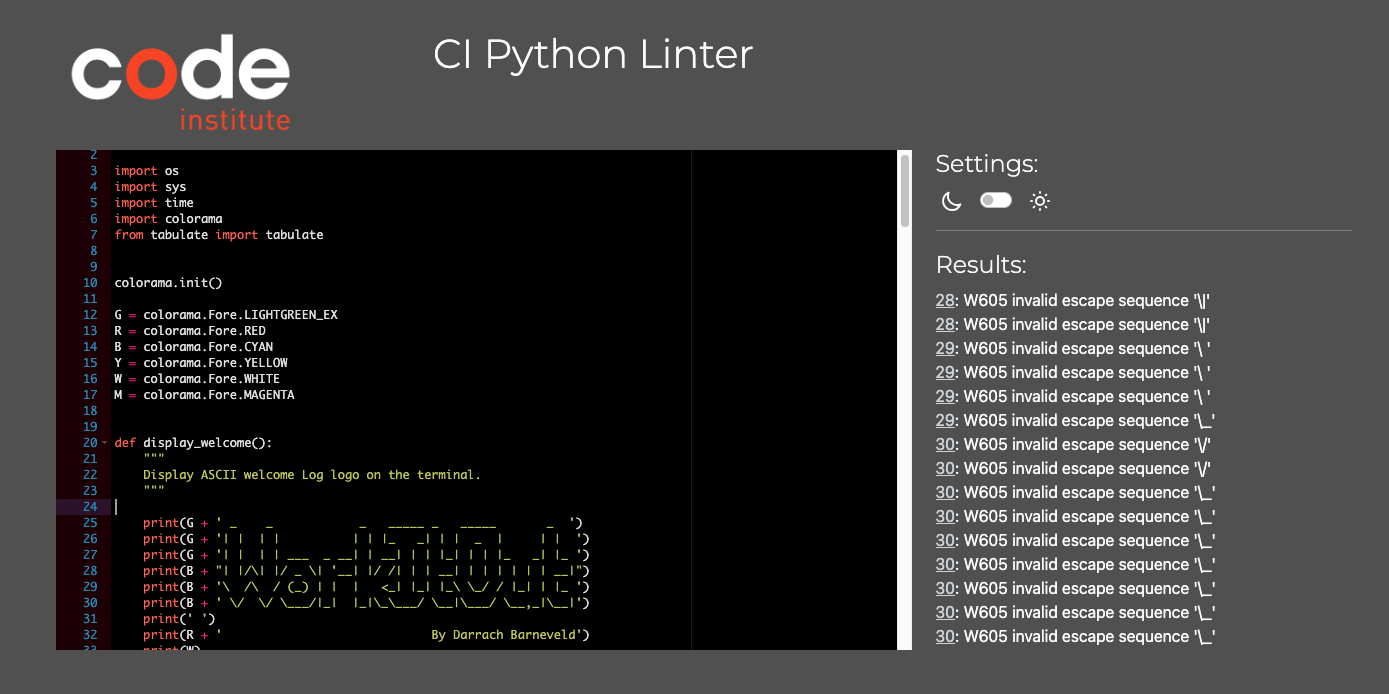 code
institute
CI Python Linter
2
3 import os
4 import sys
5 import time
6 import colorama
7 from tabulate import tabulate
8
9
10 colorama.init()
11
12 G = colorama.Fore.LIGHTGREEN_EX
13 R = colorama.Fore.RED
14 B = colorama.Fore.CYAN
15 Y = colorama.Fore.YELLOW
16 W = colorama.Fore.WHITE
17 M = colorama.Fore.MAGENTA
18
19
20 def display_welcome():
21 """
22 Display ASCII welcome Log logo on the terminal.
23 """
24
25 print(G + ' _    _            _   _____ _   _____       _  ')
26 print(G + '| |  | |          | | |_   _| | |  _  |     | |  ')
27 print(G + '| |  | | ___  _ __| | __| | | |_| | | |_   _| |_ ')
28 print(B + "| |/\| |/ _ \| '__| |/ /| | | __| | | | | | | __|")
29 print(B + '\  /\  / (_) | |  |   <_| |_| |_\ \_/ / |_| | |_ ')
30 print(B + ' \/  \/ \___/|_|  |_|\_\___/ \__|\___/ \__,_|\__|')
31 print(' ')
32 print(R + '                             By Darrach Barneveld')
33 print(W)
Settings:
Results:
28: W605 invalid escape sequence '\|'
28: W605 invalid escape sequence '\|'
29: W605 invalid escape sequence '\ '
29: W605 invalid escape sequence '\ '
29: W605 invalid escape sequence '\ '
29: W605 invalid escape sequence '\_'
30: W605 invalid escape sequence '\/'
30: W605 invalid escape sequence '\/'
30: W605 invalid escape sequence '\_'
30: W605 invalid escape sequence '\_'
30: W605 invalid escape sequence '\_'
30: W605 invalid escape sequence '\_'
30: W605 invalid escape sequence '\_'
30: W605 invalid escape sequence '\_'
30: W605 invalid escape sequence '\_'